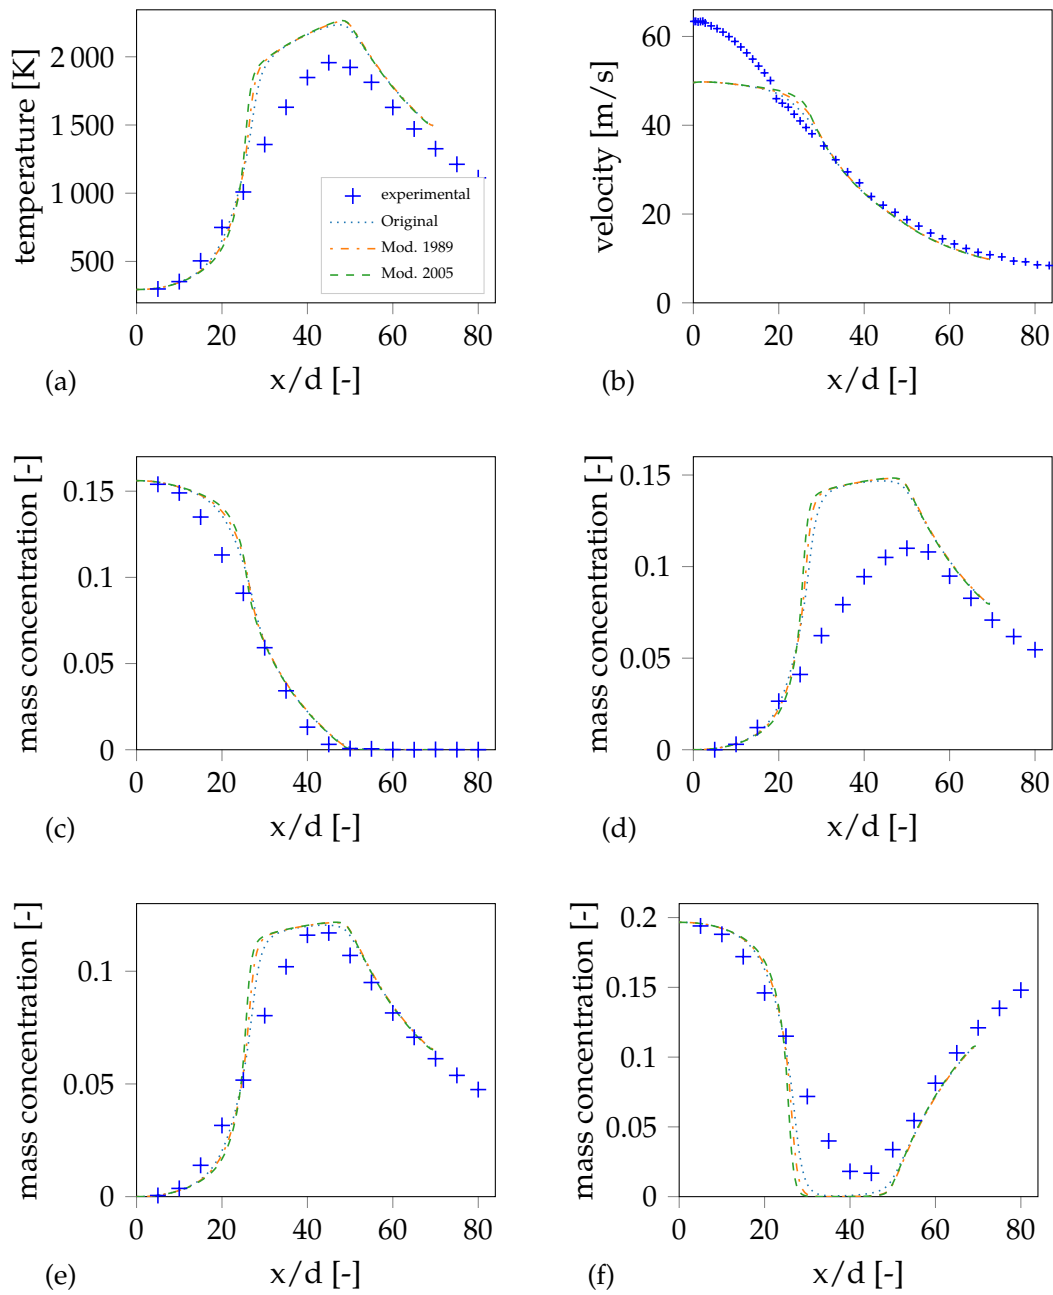 temperature [K]
2 000
1 500
1 000
500
0 20 40 60 80
x/d [-]
(a)
experimental
Original
Mod. 1989
Mod. 2005
velocity [m/s]
60
40
20
0
0 20 40 60 80
x/d [-]
(b)
mass concentration [-]
0.15
0.1
0.05
0
0 20 40 60 80
x/d [-]
(c)
mass concentration [-]
0.15
0.1
0.05
0
0 20 40 60 80
x/d [-]
(d)
mass concentration [-]
0.1
0.05
0
0 20 40 60 80
x/d [-]
(e)
mass concentration [-]
0.2
0.15
0.1
0.05
0
0 20 40 60 80
x/d [-]
(f)